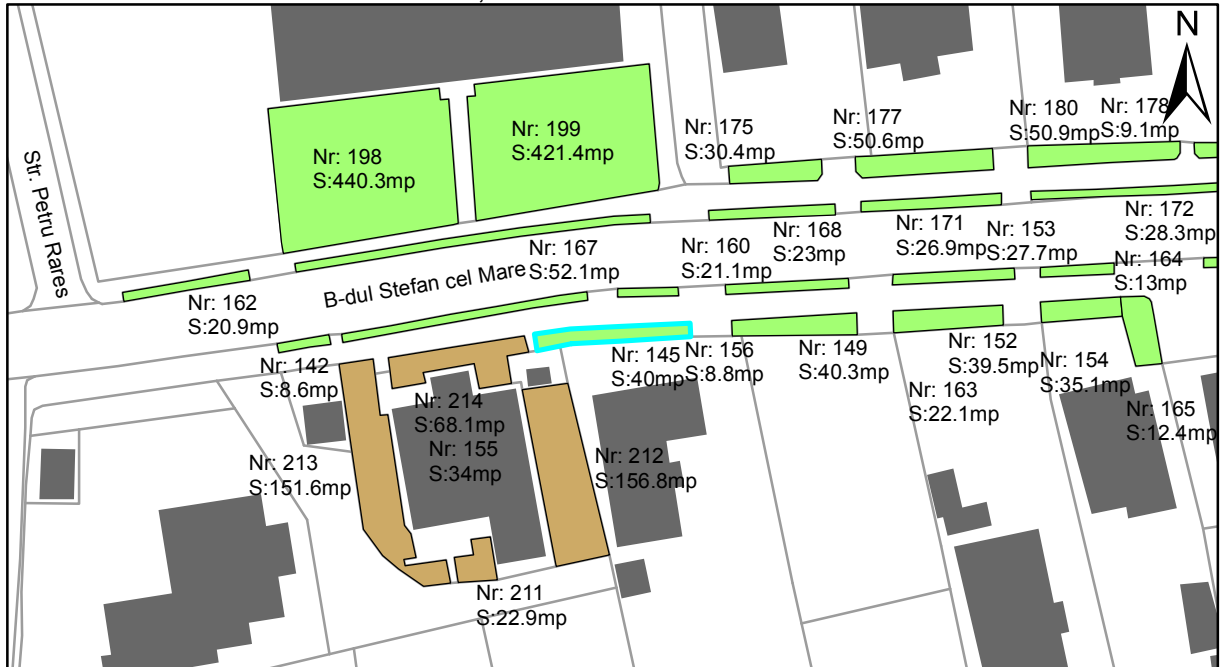 N
Nr: 180
S:50.9mp
Nr: 178
S:9.1mp
Nr: 177
S:50.6mp
Nr: 175
S:30.4mp
Nr: 199
S:421.4mp
Nr: 198
S:440.3mp
Str. Petru Rares
Nr: 172
S:28.3mp
Nr: 171
S:26.9mp
Nr: 153
S:27.7mp
Nr: 168
S:23mp
Nr: 160
S:21.1mp
Nr: 167
S:52.1mp
Nr: 164
S:13mp
B-dul Stefan cel Mare
Nr: 162
S:20.9mp
Nr: 142
S:8.6mp
Nr: 145
S:40mp
Nr: 156
S:8.8mp
Nr: 149
S:40.3mp
Nr: 152
S:39.5mp
Nr: 154
S:35.1mp
Nr: 163
S:22.1mp
Nr: 165
S:12.4mp
Nr: 214
S:68.1mp
Nr: 155
S:34mp
Nr: 213
S:151.6mp
Nr: 212
S:156.8mp
Nr: 211
S:22.9mp